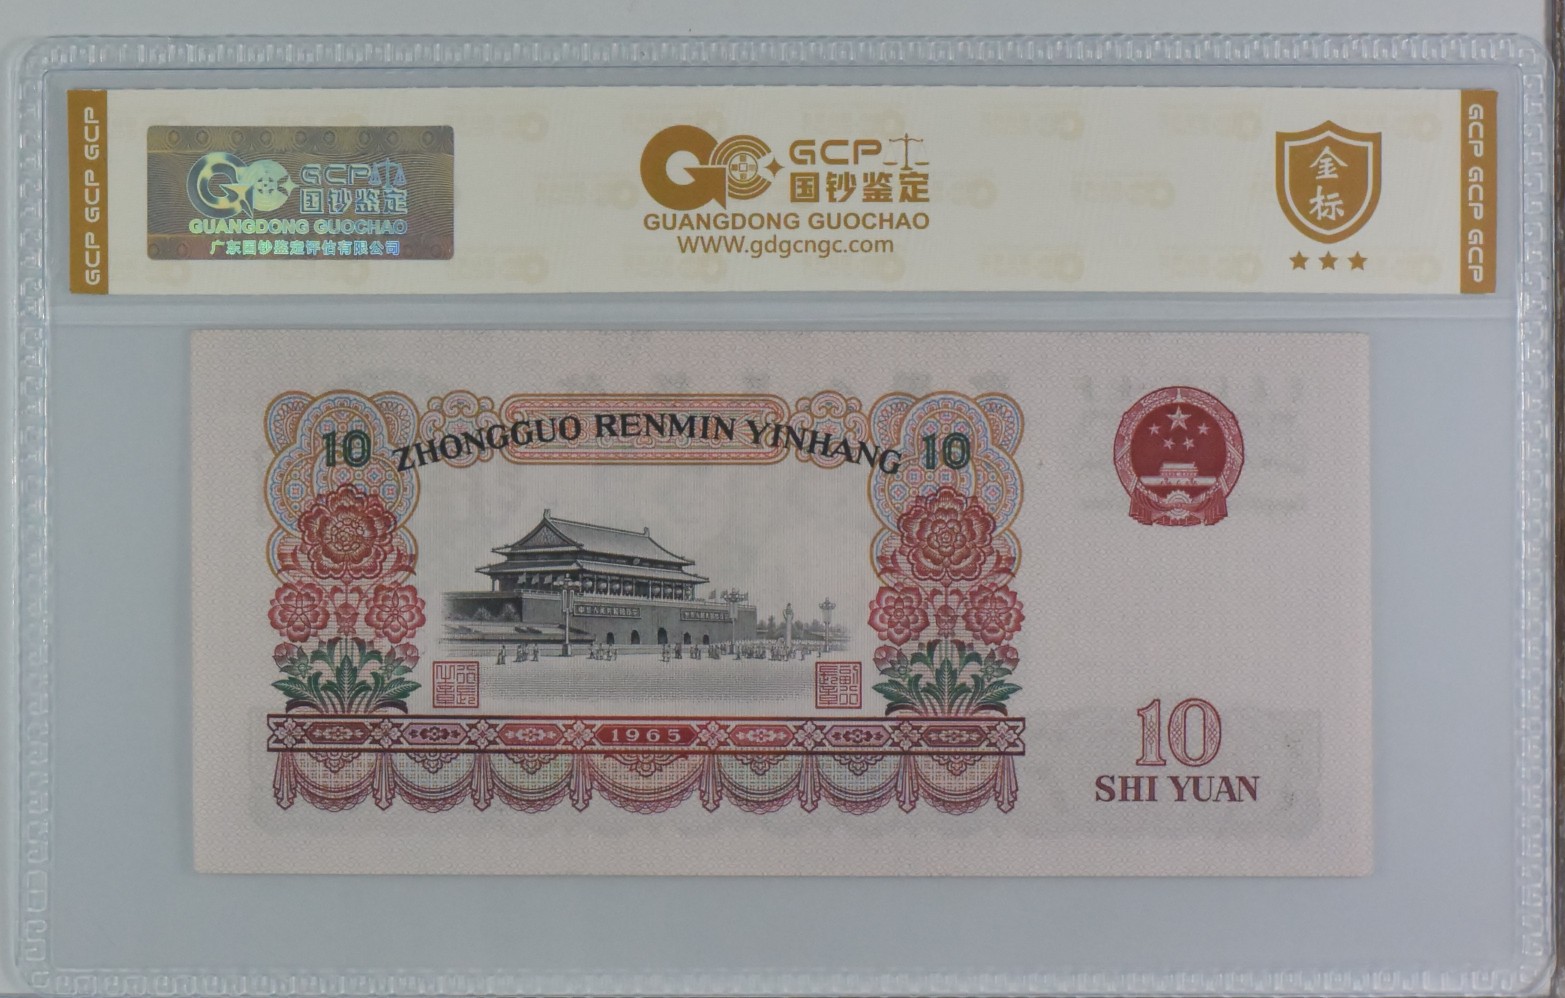 GCP GCP GCP
GCP
国钞鉴定
GUANGDONG GUOCHAO
广东国钞鉴定评估有限公司
GCP
国钞鉴定
GUANGDONG GUOCHAO
WWW.gdgcngc.com
金标
GCP GCP GCP
10 ZHONGGUO RENMIN YINHANG 10
1965
10
SHI YUAN